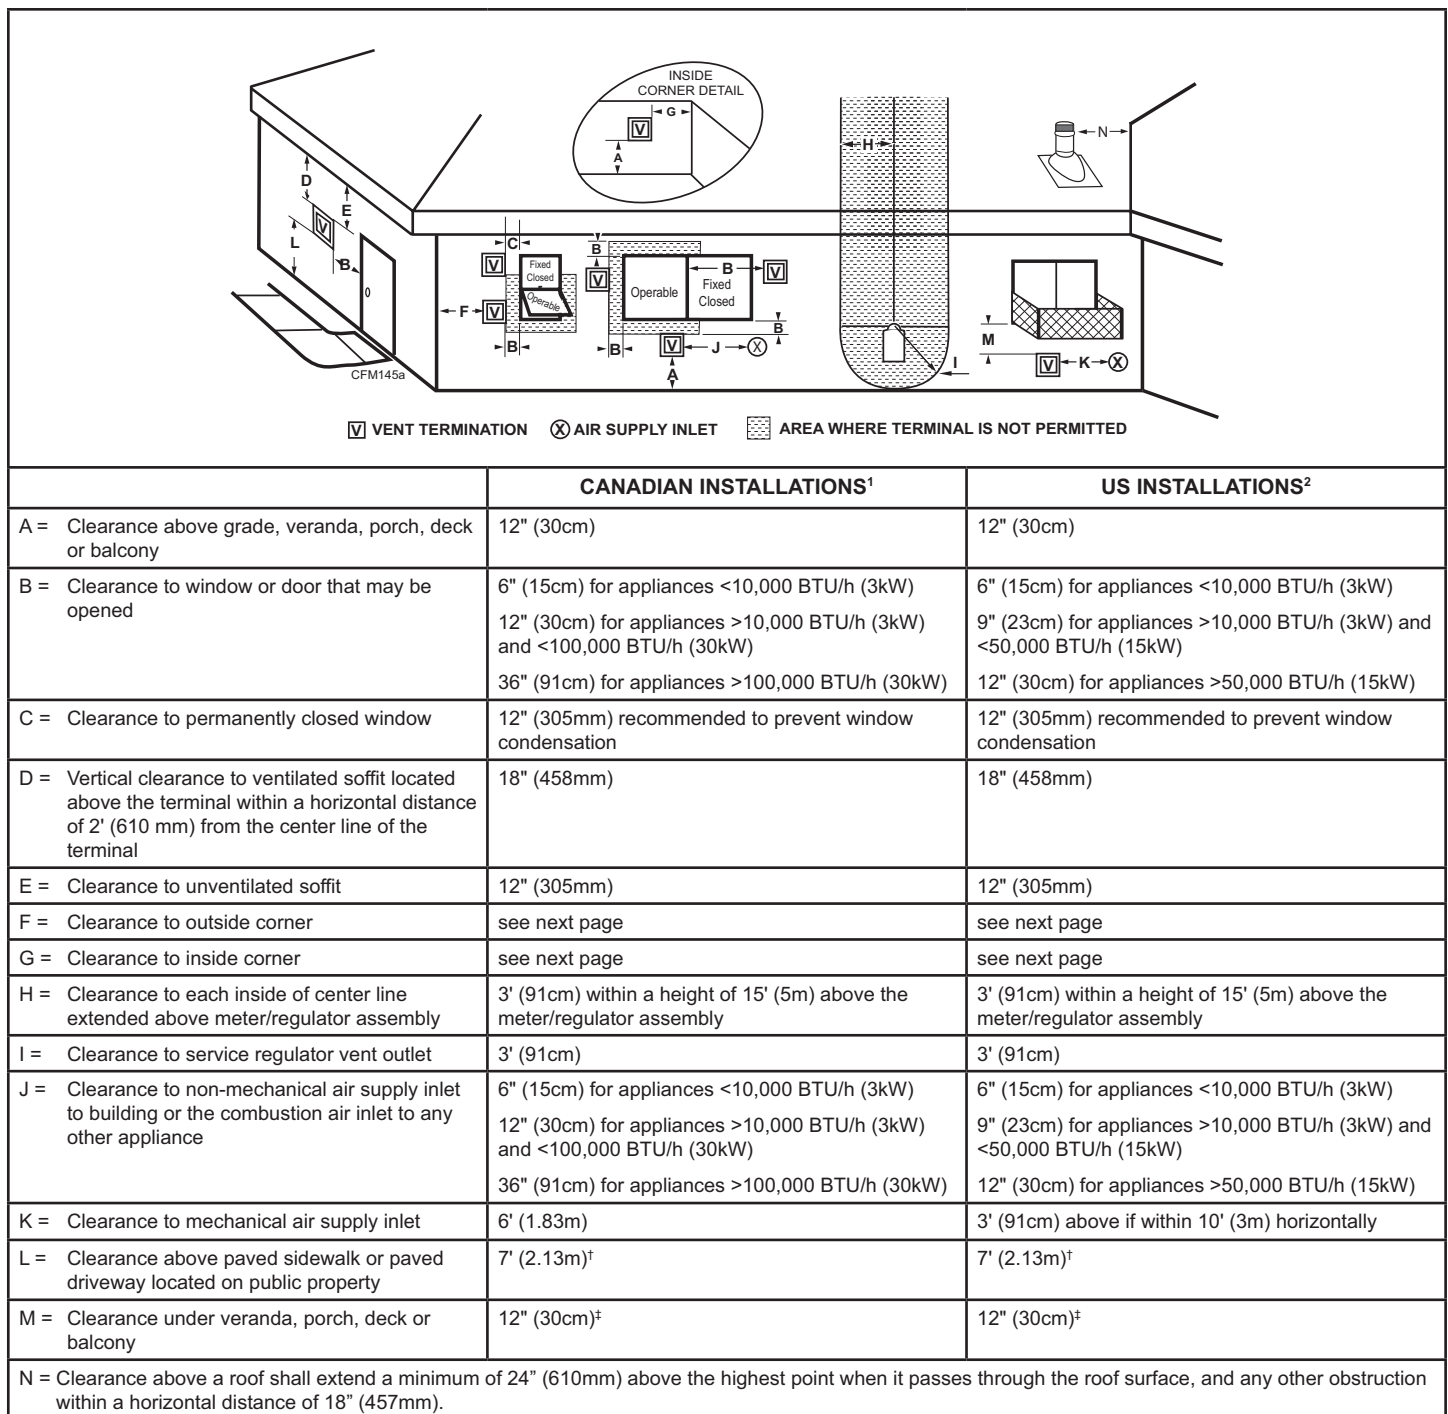 INSIDE
CORNER DETAIL
G
V
A
H
N
D
E
V
L
B
C
V
Fixed
Closed
Operable
F
V
B
B
V
Operable
B
Fixed
Closed
V
B
B
V
J
X
A
I
M
V
K
X
CFM145a
V VENT TERMINATION X AIR SUPPLY INLET AREA WHERE TERMINAL IS NOT PERMITTED
CANADIAN INSTALLATIONS¹
US INSTALLATIONS²
A = Clearance above grade, veranda, porch, deck
or balcony
12" (30cm)
12" (30cm)
B = Clearance to window or door that may be
opened
6" (15cm) for appliances <10,000 BTU/h (3kW)
12" (30cm) for appliances >10,000 BTU/h (3kW)
and <100,000 BTU/h (30kW)
36" (91cm) for appliances >100,000 BTU/h (30kW)
6" (15cm) for appliances <10,000 BTU/h (3kW)
9" (23cm) for appliances >10,000 BTU/h (3kW) and
<50,000 BTU/h (15kW)
12" (30cm) for appliances >50,000 BTU/h (15kW)
C = Clearance to permanently closed window
12" (305mm) recommended to prevent window
condensation
12" (305mm) recommended to prevent window
condensation
D = Vertical clearance to ventilated soffit located
above the terminal within a horizontal distance
of 2' (610 mm) from the center line of the
terminal
18" (458mm)
18" (458mm)
E = Clearance to unventilated soffit
12" (305mm)
12" (305mm)
F = Clearance to outside corner
see next page
see next page
G = Clearance to inside corner
see next page
see next page
H = Clearance to each inside of center line
extended above meter/regulator assembly
3' (91cm) within a height of 15' (5m) above the
meter/regulator assembly
3' (91cm) within a height of 15' (5m) above the
meter/regulator assembly
I = Clearance to service regulator vent outlet
3' (91cm)
3' (91cm)
J = Clearance to non-mechanical air supply inlet
to building or the combustion air inlet to any
other appliance
6" (15cm) for appliances <10,000 BTU/h (3kW)
12" (30cm) for appliances >10,000 BTU/h (3kW)
and <100,000 BTU/h (30kW)
36" (91cm) for appliances >100,000 BTU/h (30kW)
6" (15cm) for appliances <10,000 BTU/h (3kW)
9" (23cm) for appliances >10,000 BTU/h (3kW) and
<50,000 BTU/h (15kW)
12" (30cm) for appliances >50,000 BTU/h (15kW)
K = Clearance to mechanical air supply inlet
6' (1.83m)
3' (91cm) above if within 10' (3m) horizontally
L = Clearance above paved sidewalk or paved
driveway located on public property
7' (2.13m)†
7' (2.13m)†
M = Clearance under veranda, porch, deck or
balcony
12" (30cm)‡
12" (30cm)‡
N = Clearance above a roof shall extend a minimum of 24” (610mm) above the highest point when it passes through the roof surface, and any other obstruction
within a horizontal distance of 18” (457mm).